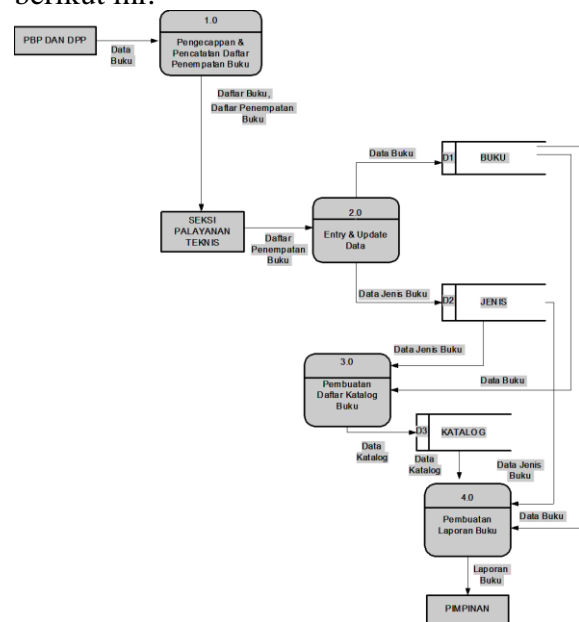 berikut ini:
1.0
PBP DAN DPP
Data
Buku
Pengecappan &
Pencatatan Daftar
Penempatan Buku
Daftar Buku,
Daftar Penempatan
Buku
Data Buku
D1
BUKU
SEKSI
PALAYANAN
TEKNIS
Daftar
Penempatan
Buku
2.0
Entry & Update
Data
Data Jenis Buku
D2
JENIS
Data Jenis Buku
3.0
Pembuatan
Daftar Katalog
Buku
Data Buku
Data
Katalog
D3
KATALOG
Data
Katalog
Data Jenis
Buku
4.0
Pembuatan
Laporan Buku
Data Buku
Laporan
Buku
PIMPINAN